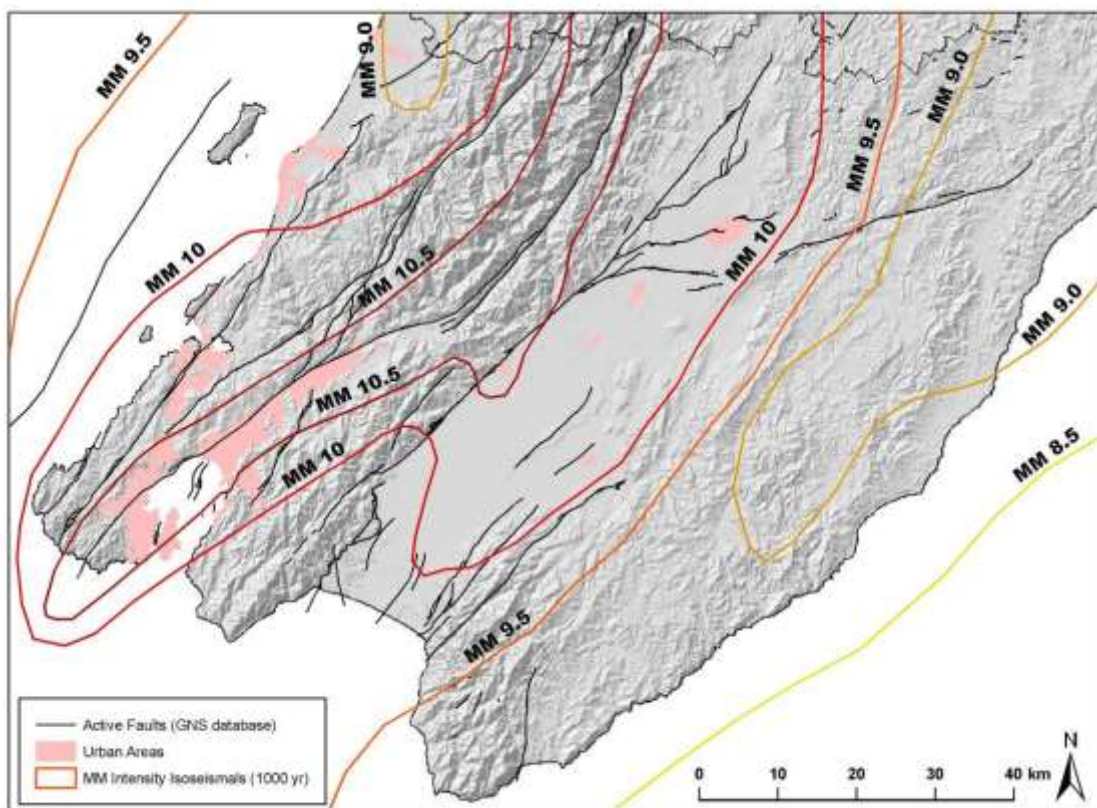 MM 9.5
MM 9.0
MM 9.0
MM 9.5
MM 10
MM 10.5
MM 10
MM 9.0
MM 10.5
MM 10
MM 8.5
MM 9.5
Active Faults (GNS database)
Urban Areas
MM Intensity Isoseismals (1000 yr)
N
0 10 20 30 40 km